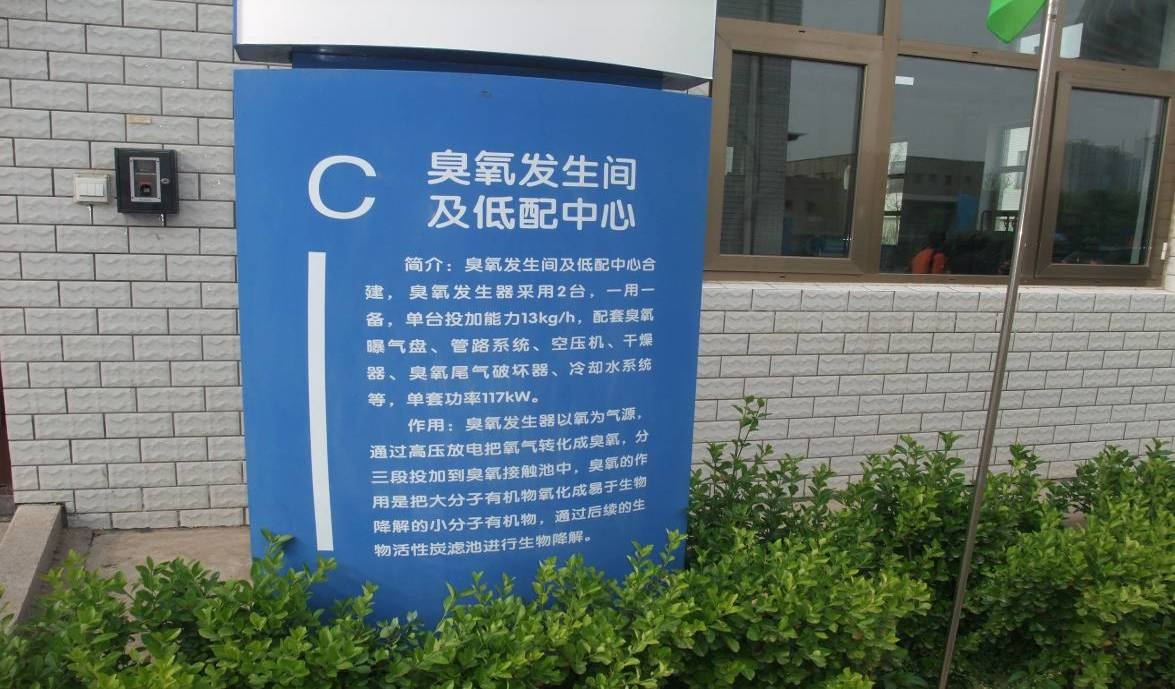 C
臭氧发生间
及低配中心
简介：臭氧发生间及低配中心合
建，臭氧发生器采用2台，一用一
备，单台投加能力13kg/h，配套臭氧
曝气盘、管路系统、空压机、干燥
器、臭氧尾气破坏器、冷却水系统
等，单套功率117kW。
作用：臭氧发生器以氧为气源，
通过高压放电把氧气转化成臭氧，分
三段投加到臭氧接触池中，臭氧的作
用是把大分子有机物氧化成易于生物
降解的小分子有机物，通过后续的生
物活性炭滤池进行生物降解。